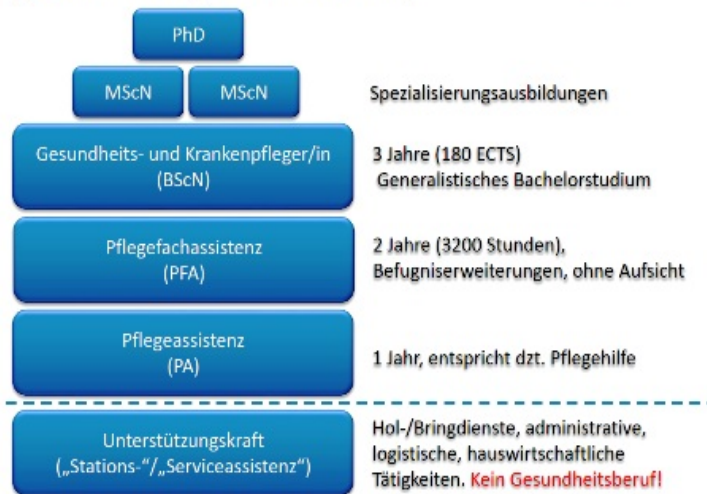 PhD
MScN
MScN
Spezialisierungsausbildungen
Gesundheits- und Krankenpfleger/in
(BScN)
3 Jahre (180 ECTS)
Generalistisches Bachelorstudium
Pflegefachassistenz
(PFA)
2 Jahre (3200 Stunden),
Befugniserweiterungen, ohne Aufsicht
Pflegeassistenz
(PA)
1 Jahr, entspricht dzt. Pflegehilfe
Unterstützungskraft
(„Stations-“/„Serviceassistenz“)
Hol-/Bringdienste, administrative,
logistische, hauswirtschaftliche
Tätigkeiten. Kein Gesundheitsberuf!